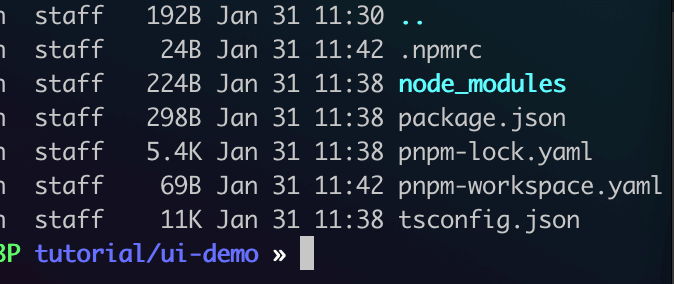 staff 192B Jan 31 11:30 ..
staff 24B Jan 31 11:42 .npmrc
staff 224B Jan 31 11:38 node_modules
staff 298B Jan 31 11:38 package.json
staff 5.4K Jan 31 11:38 pnpm-lock.yaml
staff 69B Jan 31 11:42 pnpm-workspace.yaml
staff 11K Jan 31 11:38 tsconfig.json
BP tutorial/ui-demo »